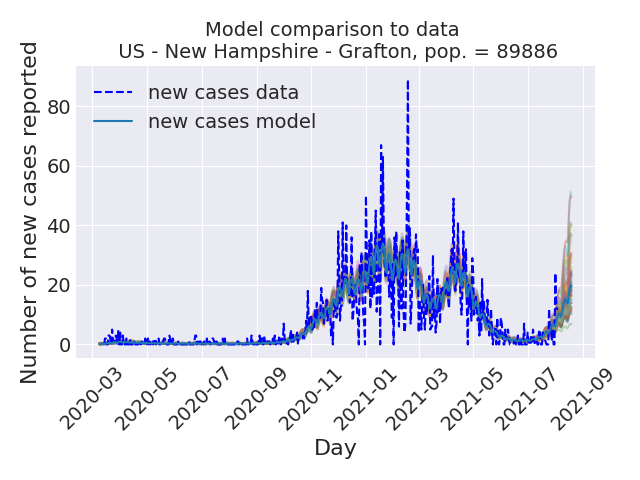 Model comparison to data
US - New Hampshire - Grafton, pop. = 89886
Number of new cases reported
80
60
40
20
0
new cases data
new cases model
2020-03
2020-05
2020-07
2020-09
2020-11
2021-01
2021-03
2021-05
2021-07
2021-09
Day